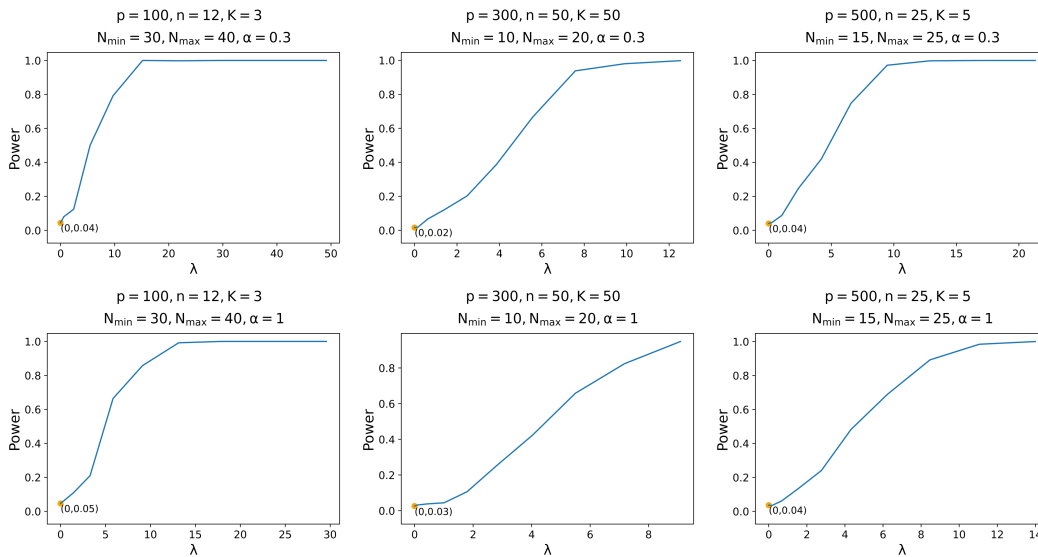 p = 100, n = 12, K = 3
N_min = 30, N_max = 40, α = 0.3
Power
1.0
0.8
0.6
0.4
0.2
0.0
(0,0.04)
0 10 20 30 40 50
λ
p = 300, n = 50, K = 50
N_min = 10, N_max = 20, α = 0.3
Power
1.0
0.8
0.6
0.4
0.2
0.0
(0,0.02)
0 2 4 6 8 10 12
λ
p = 500, n = 25, K = 5
N_min = 15, N_max = 25, α = 0.3
Power
1.0
0.8
0.6
0.4
0.2
0.0
(0,0.04)
0 5 10 15 20
λ
p = 100, n = 12, K = 3
N_min = 30, N_max = 40, α = 1
Power
1.0
0.8
0.6
0.4
0.2
0.0
(0,0.05)
0 5 10 15 20 25 30
λ
p = 300, n = 50, K = 50
N_min = 10, N_max = 20, α = 1
Power
0.8
0.6
0.4
0.2
0.0
(0,0.03)
0 2 4 6 8
λ
p = 500, n = 25, K = 5
N_min = 15, N_max = 25, α = 1
Power
1.0
0.8
0.6
0.4
0.2
0.0
(0,0.04)
0 2 4 6 8 10 12 14
λ